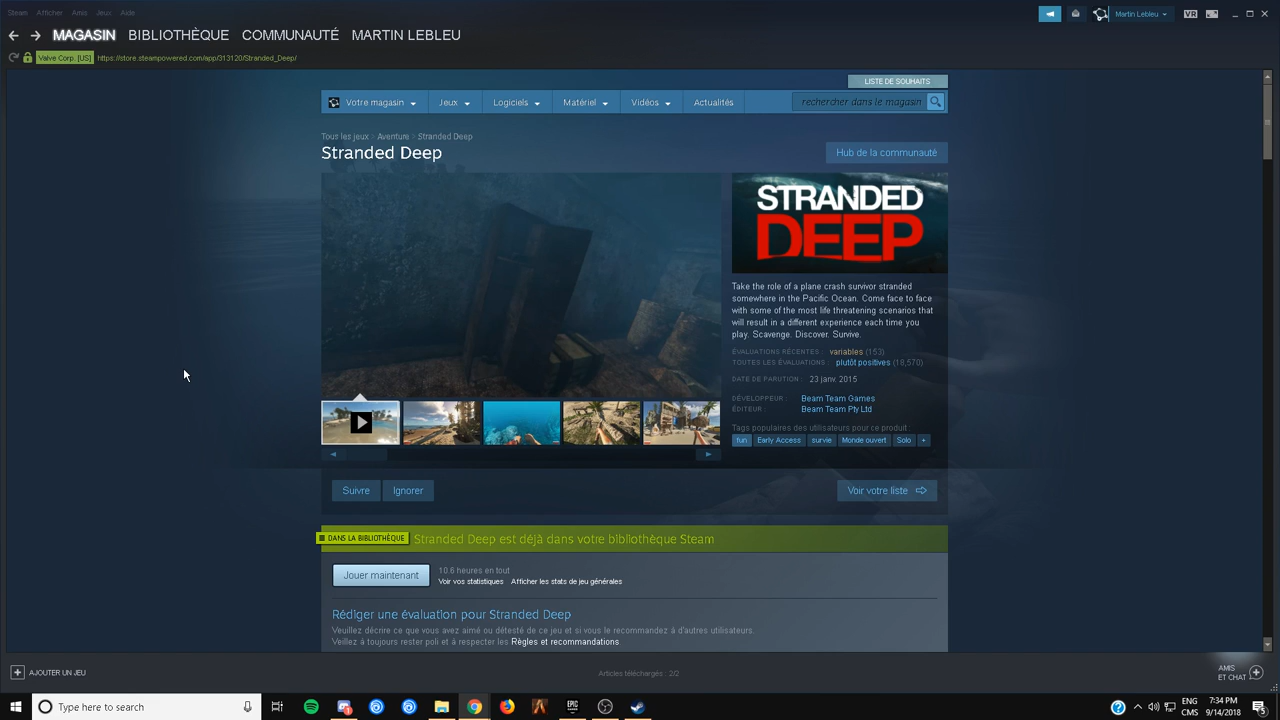 Steam Afficher Amis Jeux Aide
Martin Lebleu
VR
MAGASIN BIBLIOTHÈQUE COMMUNAUTÉ MARTIN LEBLEU
Valve Corp. [US] https://store.steampowered.com/app/313120/Stranded_Deep/
LISTE DE SOUHAITS
Votre magasin Jeux Logiciels Matériel Vidéos Actualités rechercher dans le magasin
Tous les jeux > Aventure > Stranded Deep
Stranded Deep
Hub de la communauté
STRANDED
DEEP
Take the role of a plane crash survivor stranded
somewhere in the Pacific Ocean. Come face to face
with some of the most life threatening scenarios that
will result in a different experience each time you
play. Scavenge. Discover. Survive.
ÉVALUATIONS RÉCENTES : variables (153)
TOUTES LES ÉVALUATIONS : plutôt positives (19,570)
DATE DE PARUTION : 23 janv. 2015
DÉVELOPPEUR : Beam Team Games
ÉDITEUR : Beam Team Pty Ltd
Tags populaires des utilisateurs pour ce produit :
Early Access survie Monde ouvert Solo +
Suivre Ignorer Voir votre liste
DANS LA BIBLIOTHÈQUE Stranded Deep est déjà dans votre bibliothèque Steam
Jouer maintenant
10.6 heures en tout
Voir vos statistiques Afficher les stats de jeu générales
Rédiger une évaluation pour Stranded Deep
Veuillez décrire ce que vous avez aimé ou détesté de ce jeu et si vous le recommandez à d'autres utilisateurs.
Veillez à toujours rester poli et à respecter les Règles et recommandations.
AJOUTER UN JEU
Articles téléchargés : 2/2
AMIS
ET CHAT
Type here to search
EPIC
ENG
CMS
7:34 PM
9/14/2018